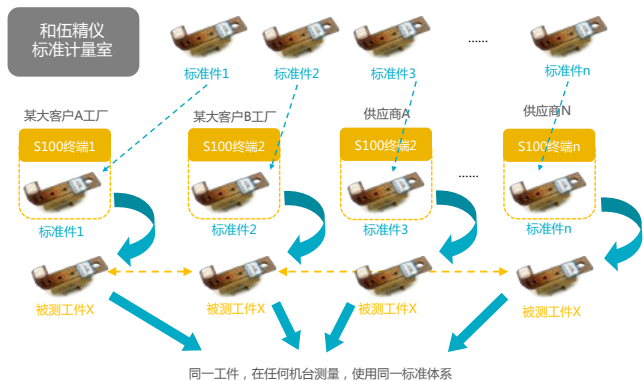 和伍精仪
标准计量室
......
标准件1
标准件2
标准件3
标准件n
某大客户A工厂
某大客户B工厂
供应商A
供应商N
S100终端1
S100终端2
S100终端2
S100终端n
......
标准件1
标准件2
标准件3
标准件n
被测工件X
被测工件X
被测工件X
被测工件X
同一工件，在任何机台测量，使用同一标准体系